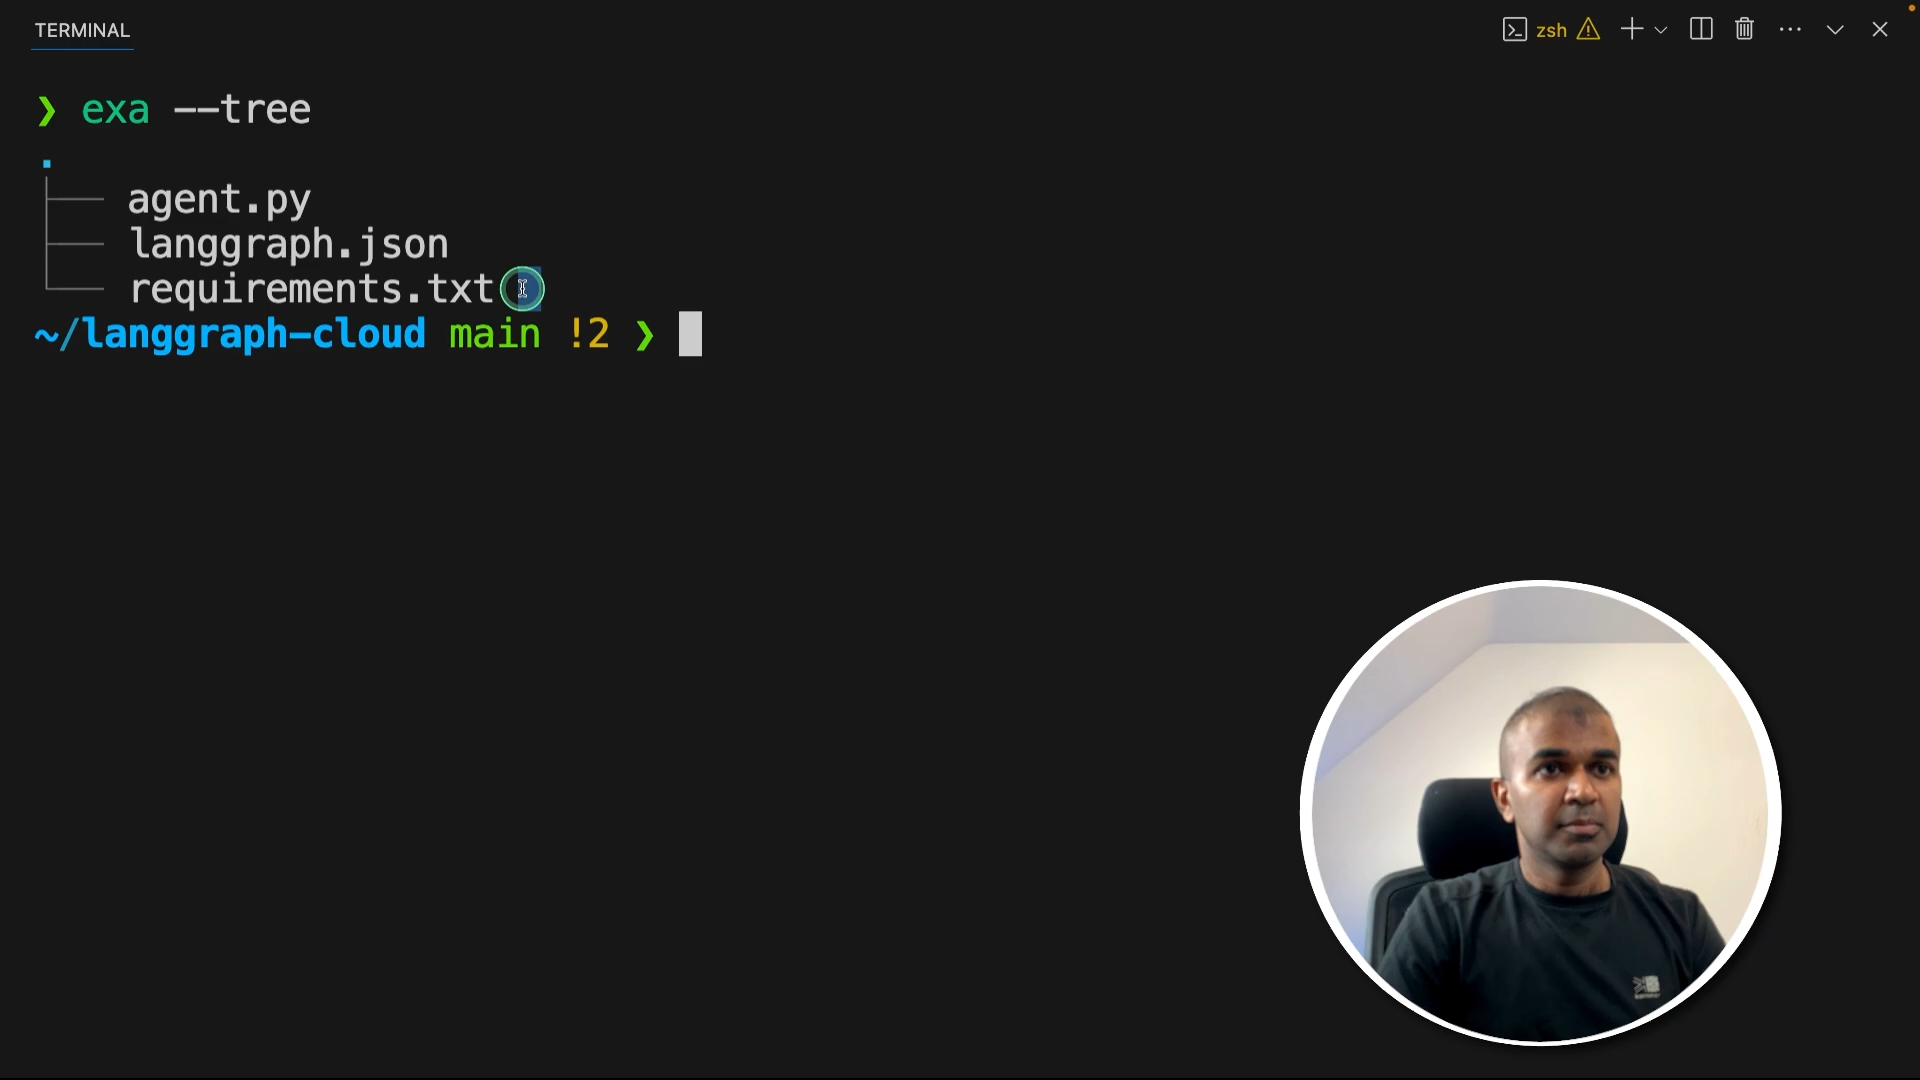 TERMINAL
zsh
❯ exa --tree
.
├── agent.py
├── langgraph.json
└── requirements.txt
~/langgraph-cloud main !2 ❯